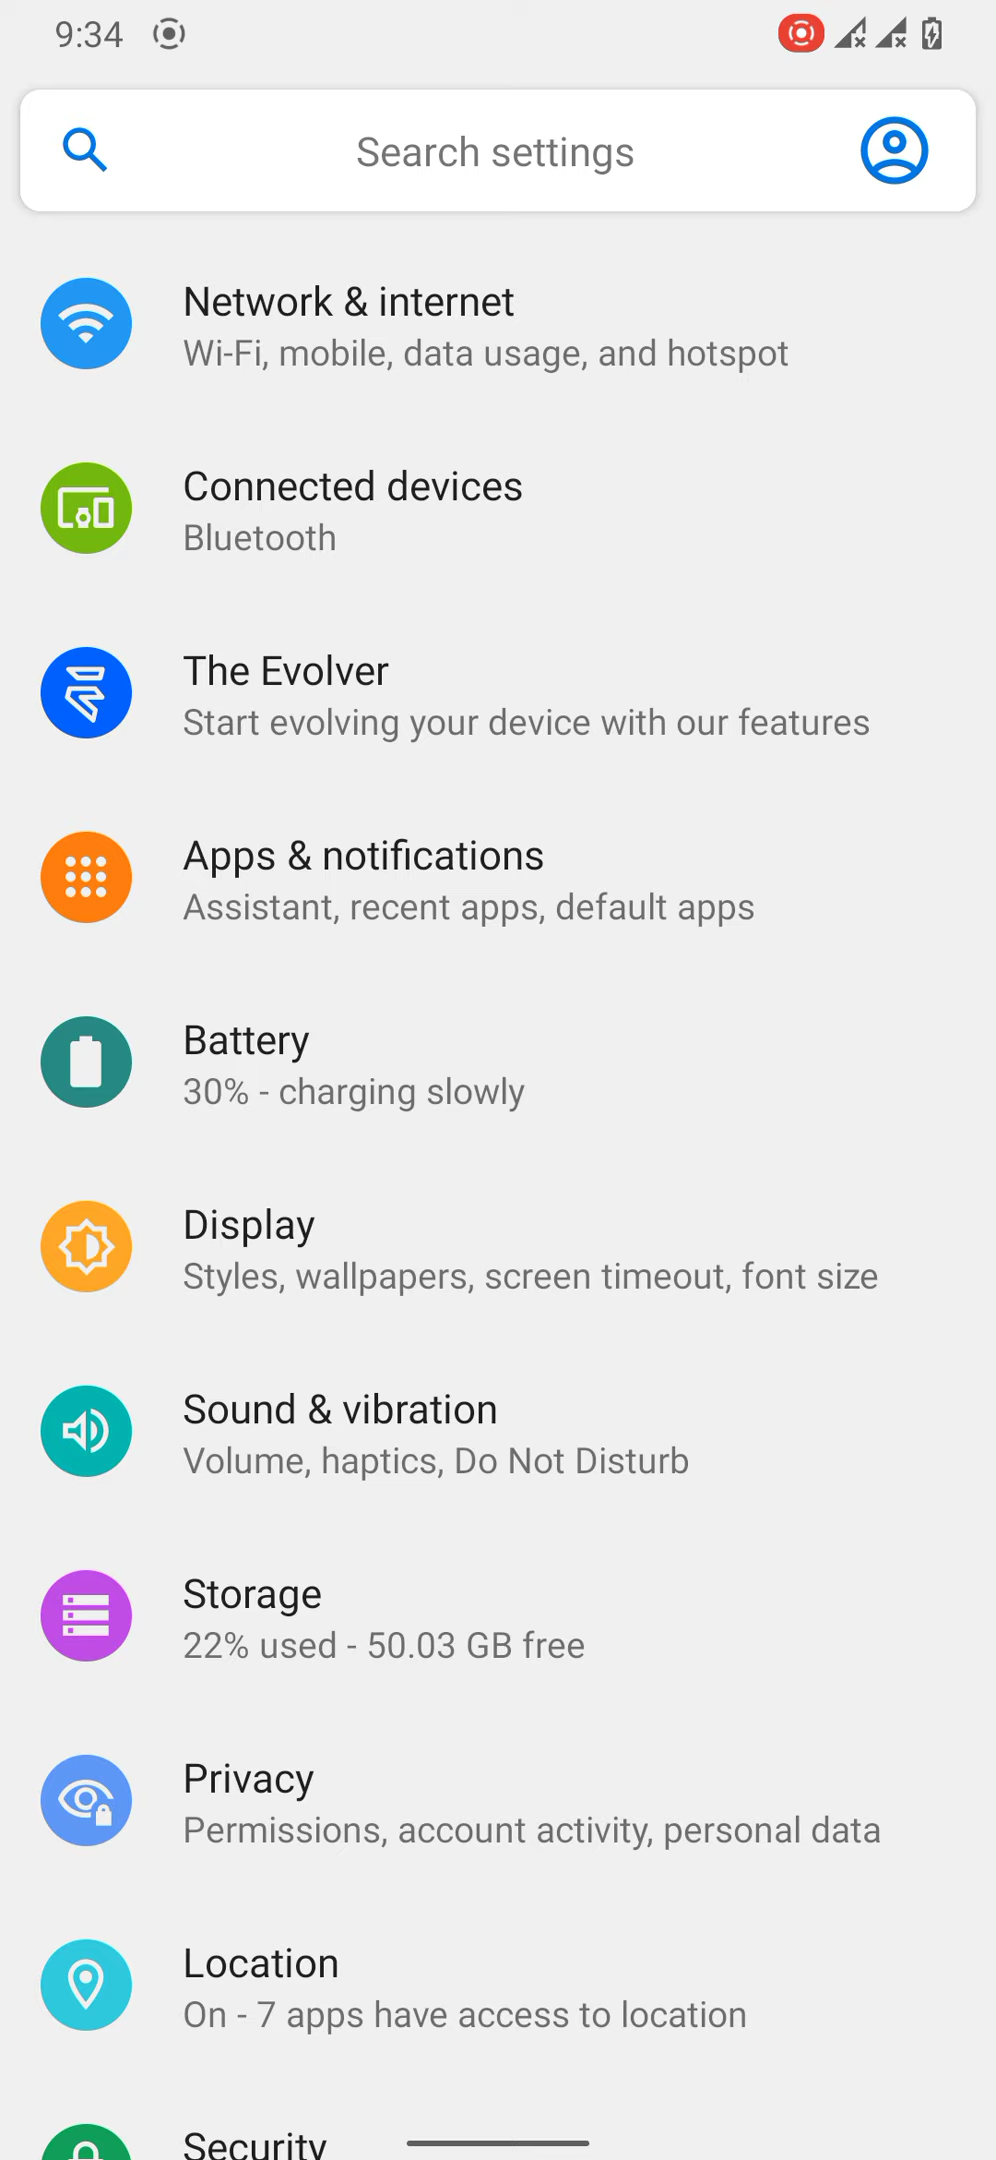 9:34
Search settings
Network & internet
Wi-Fi, mobile, data usage, and hotspot
Connected devices
Bluetooth
The Evolver
Start evolving your device with our features
Apps & notifications
Assistant, recent apps, default apps
Battery
30% - charging slowly
Display
Styles, wallpapers, screen timeout, font size
Sound & vibration
Volume, haptics, Do Not Disturb
Storage
22% used - 50.03 GB free
Privacy
Permissions, account activity, personal data
Location
On - 7 apps have access to location
Security